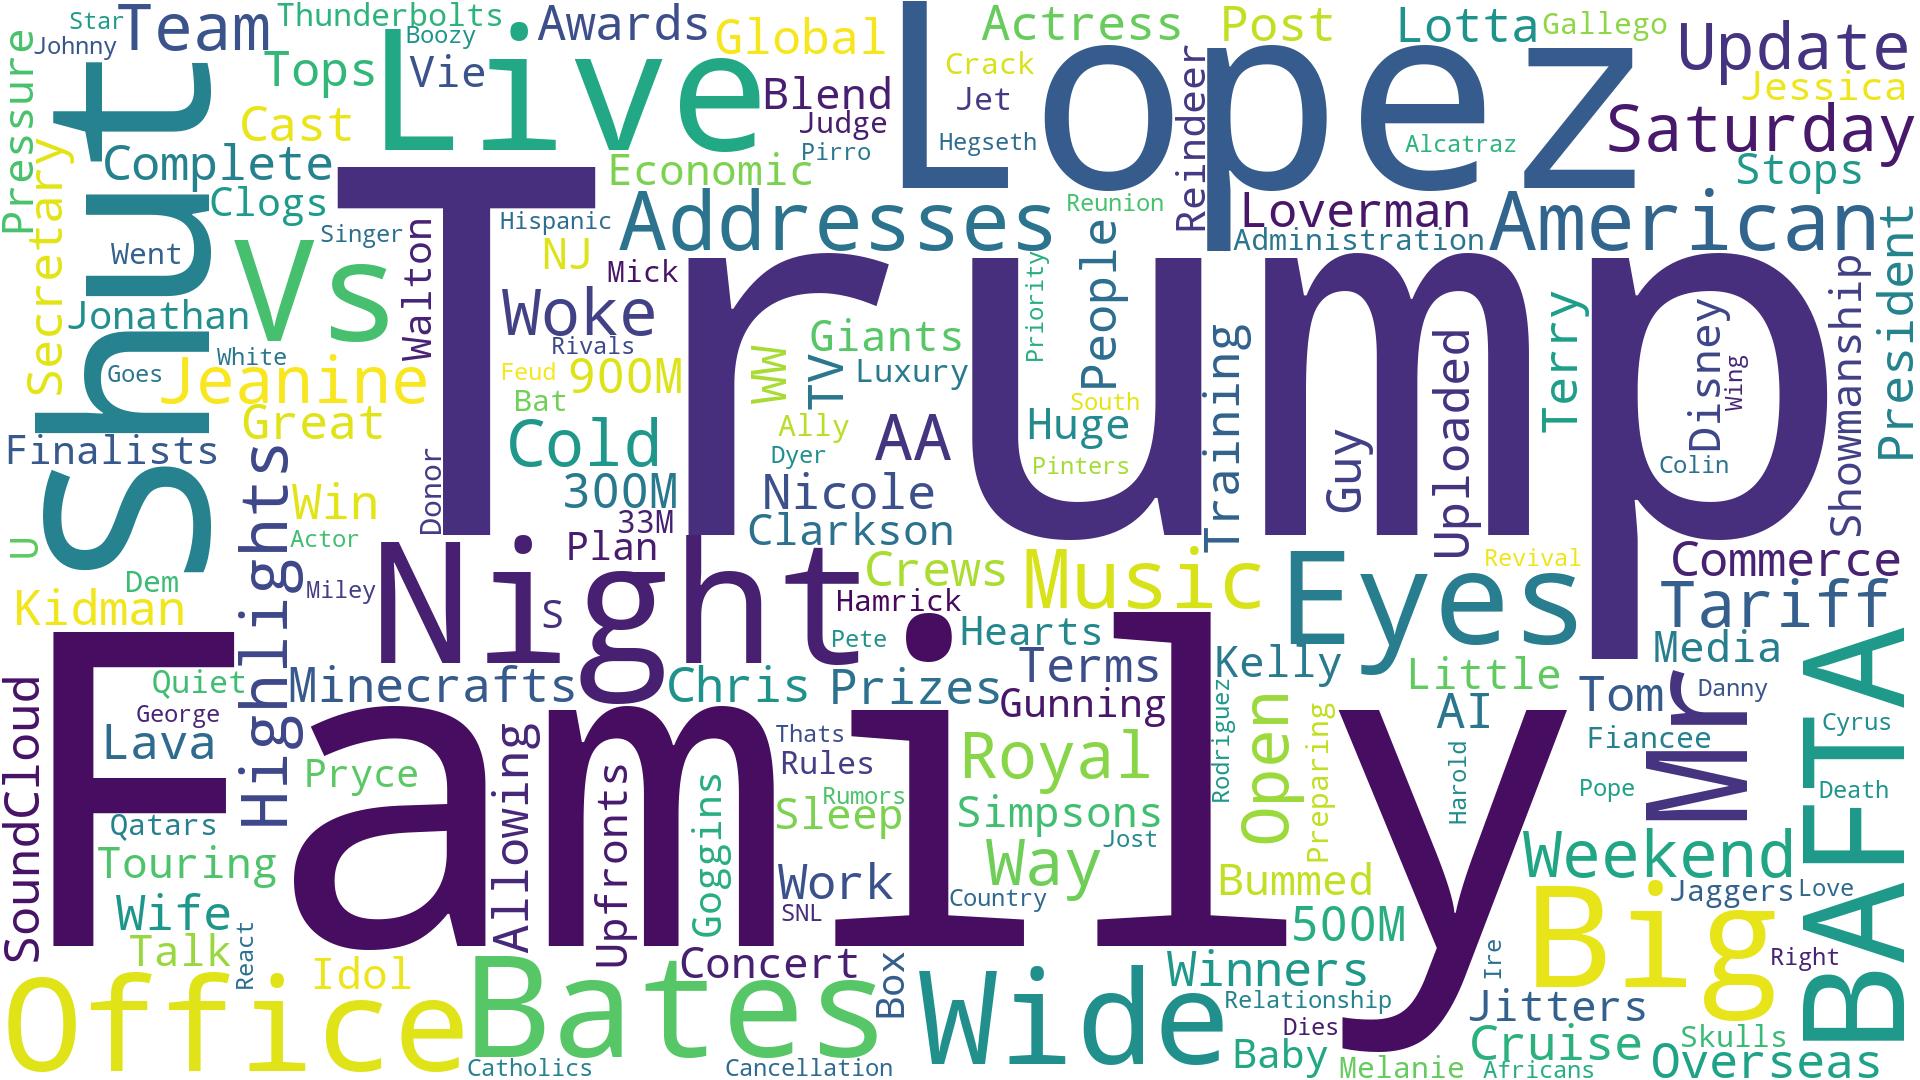 Star
Johnny
Team
Thunderbolts
Boozy
Awards
Global
Actress
Post
Lotta
Gallego
Update
Pressure
Shut
Tops
Live
Vie
Blend
Judge
Pirro
Lopez
Crack
Jet
Hegseth
Reindeer
Alcatraz
Jessica
Saturday
Stops
Cast
Secretary
Complete
Clogs
Economic
Addresses
Reunion
Loverman
Administration
American
Went
Singer
Hispanic
NJ
Mick
Vs
Walton
Trump
Woke
Rivals
Jonathan
White
Goes
Jeanine
Great
Feud
900M
Bat
WW
TV
Giants
Luxury
Priority
People
South
Training
Terry
Disney
Wing
Showmanship
President
Finalists
Highlights
Win
Actor
Donor
Cold
300M
33M
Plan
Ally
Dyer
AA
Nicole
Clarkson
Huge
Pinters
Guy
Uploaded
Colin
U
Dem
Kidman
Miley
Night
S
Crews
Hamrick
Pete
Music
Hearts
Eyes
Revival
Commerce
Tariff
Media
Family
Quiet
George
Lava
SoundCloud
Minecrafts
Chris
Prizes
Terms
Gunning
Kelly
Little
AI
Tom
Danny
Mr
Fiancee
Cyrus
BAFTA
Pryce
Allowing
Upfronts
Goggins
Thats
Rules
Rumors
Sleep
Royal
Simpsons
Jost
Rodriguez
Open
Preparing
Harold
Pope
Death
Qatars
Touring
Wife
Talk
React
Work
SNL
Way
Country
Bummed
500M
Weekend
Big
Jaggers
Love
Right
Office
Idol
Bates
Concert
Box
Wide
Winners
Relationship
Dies
Baby
Ire
Jitters
Cruise
Skulls
Overseas
Catholics
Cancellation
Melanie
Africans